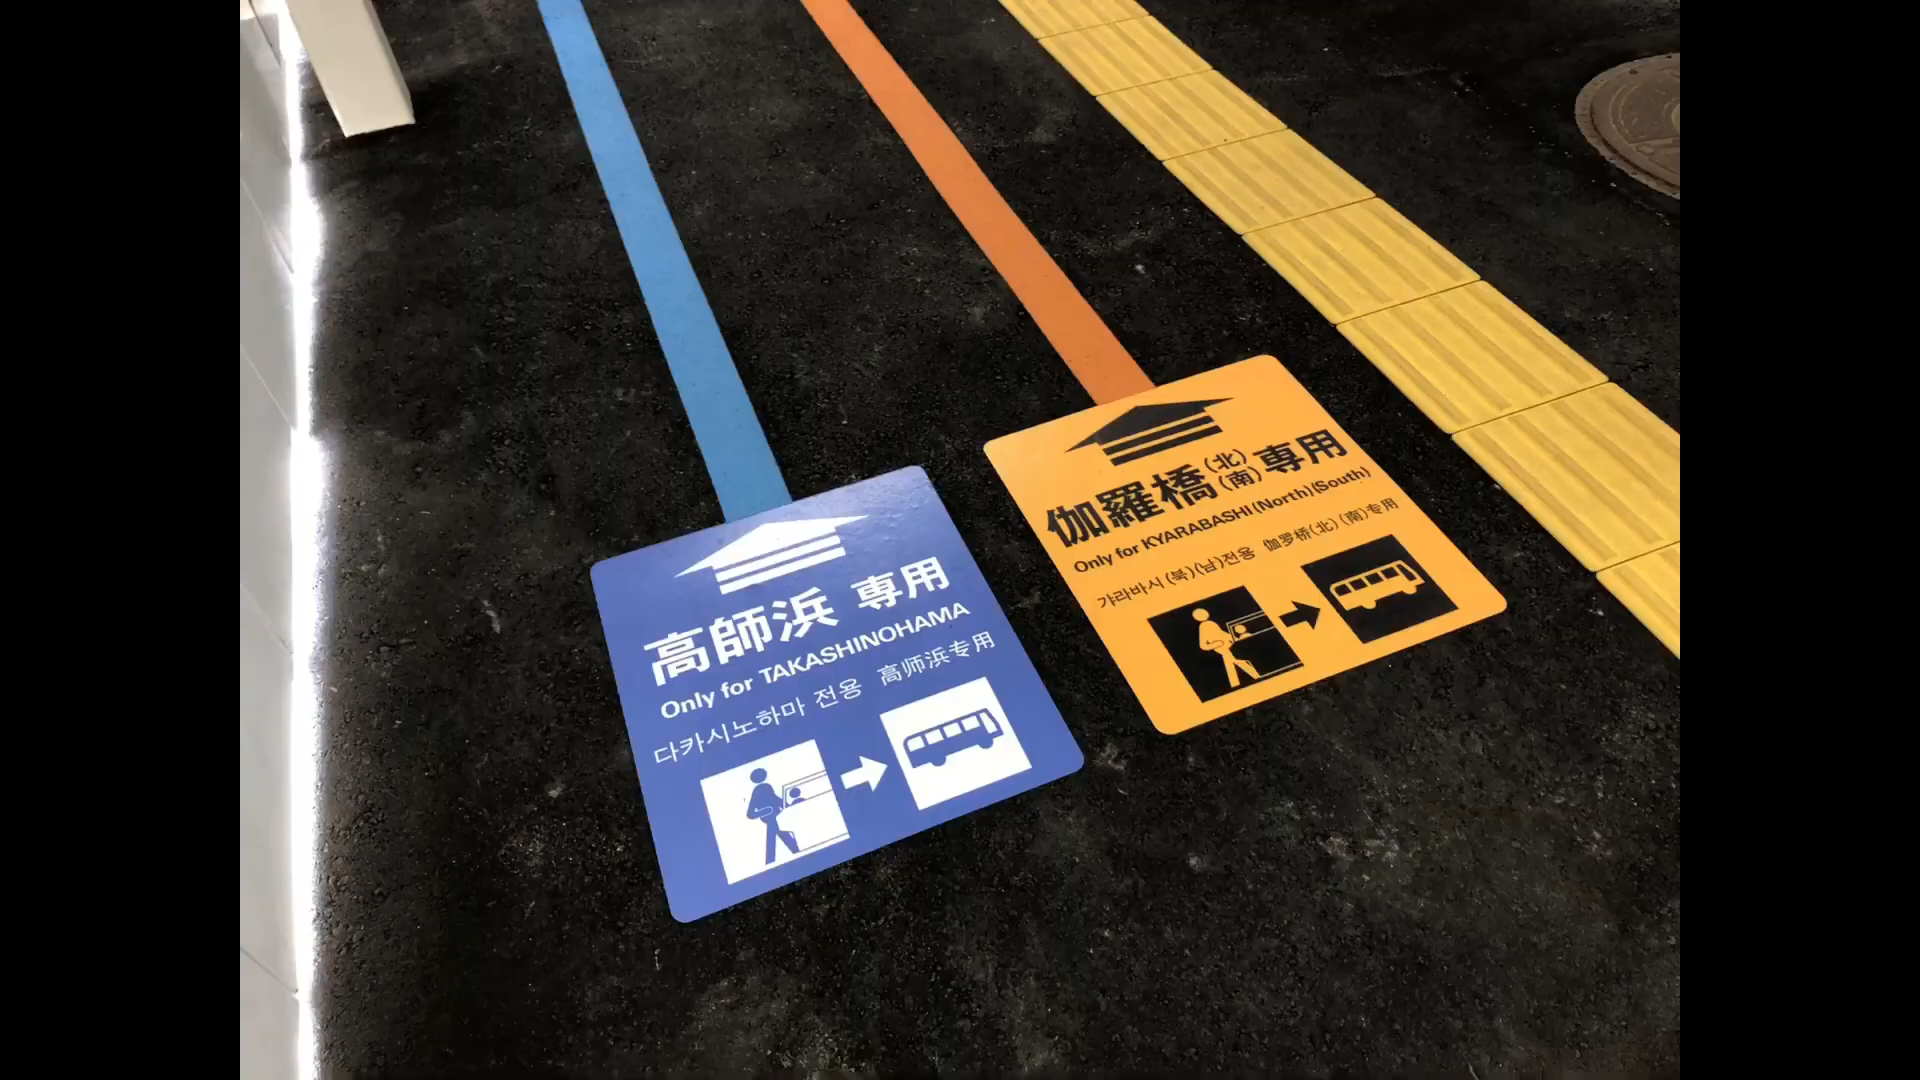 高師浜 専用
Only for TAKASHINOHAMA
다카시노하마 전용 高师浜专用
伽羅橋(北)(南)専用
Only for KYARABASHI(North)(South)
갸라바시(북)(남)전용 伽罗桥(北)(南)专用